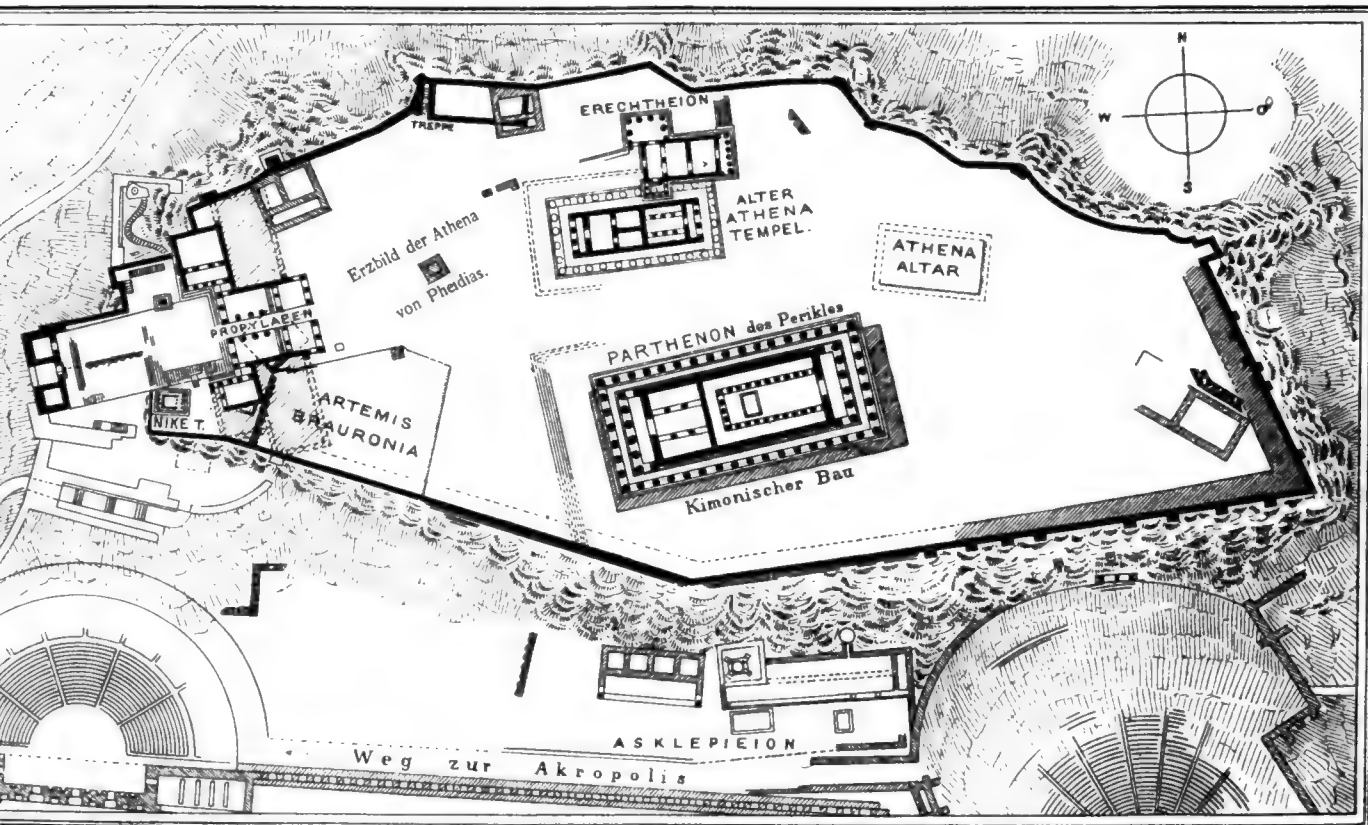 N
W
O
S
TREPPE
ERECHTHEION
ALTER
ATHENA
TEMPEL.
ATHENA
ALTAR
Erzbild der Athena
von Pheidias.
PROPYLAEEN
PARTHENON des Perikles
ARTEMIS
BRAURONIA
NIKE T.
Kimonischer Bau
ASKLEPIEION
Weg zur Akropolis